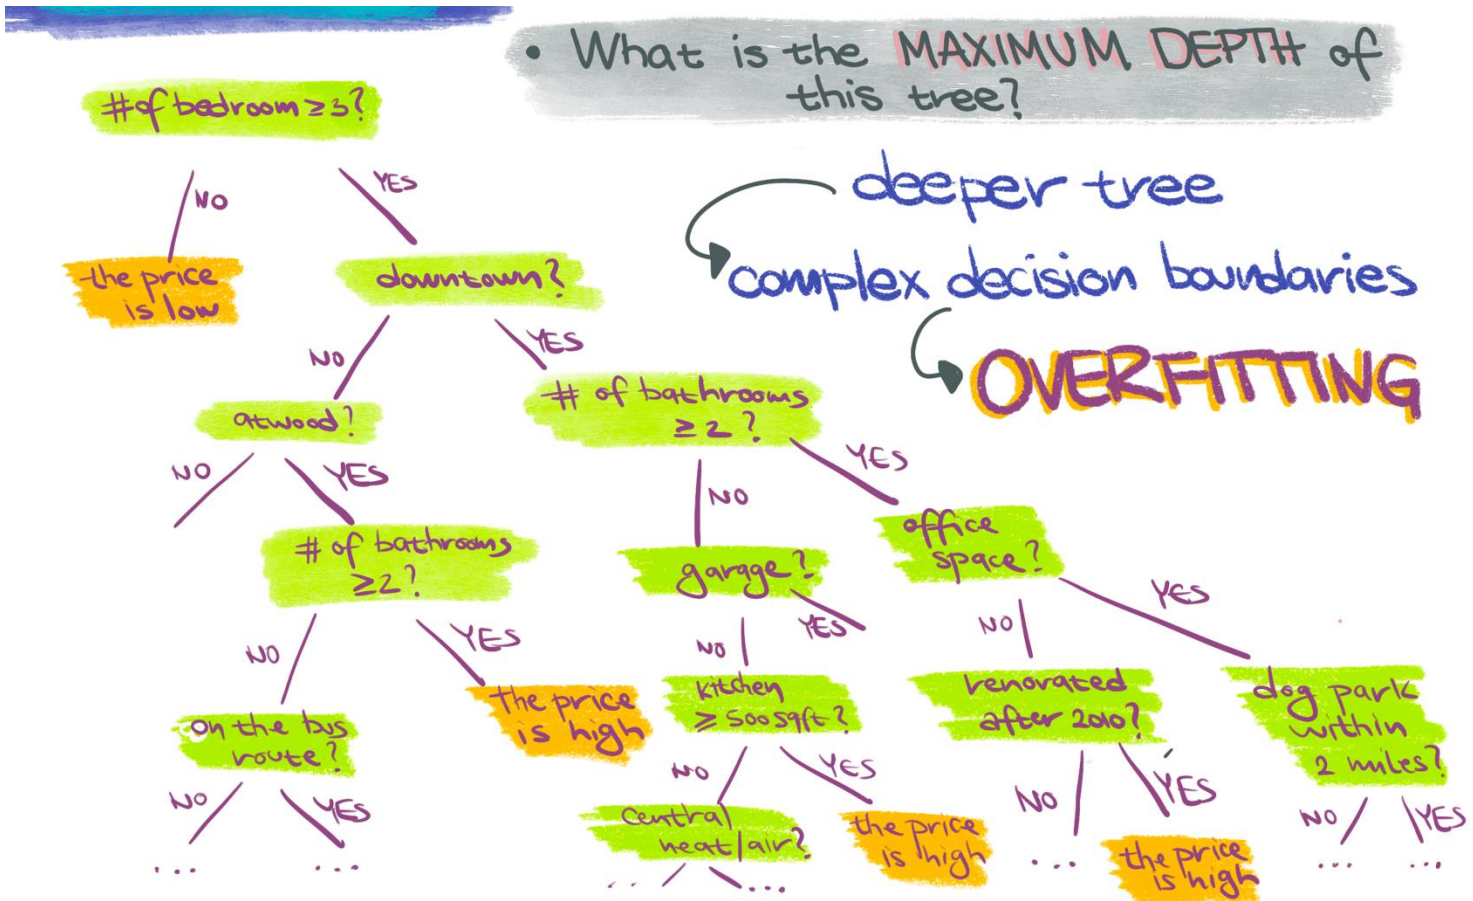 • What is the MAXIMUM DEPTH of
this tree?
# of bedroom ≥ 3?
NO
YES
deeper tree
the price
is low
downtown?
complex decision boundaries
NO
YES
OVERFITTING
atwood?
# of bathrooms
≥ 2?
NO
YES
NO
YES
# of bathrooms
≥2?
garage?
office
space?
NO
YES
NO
YES
NO
YES
on the bus
route?
the price
is high
kitchen
≥ 500 sqft?
renovated
after 2010?
dog park
within
2 miles?
NO
YES
NO
YES
NO
YES
NO
YES
...
...
central
heat/air?
the price
is high
...
the price
is high
...
...
...
...